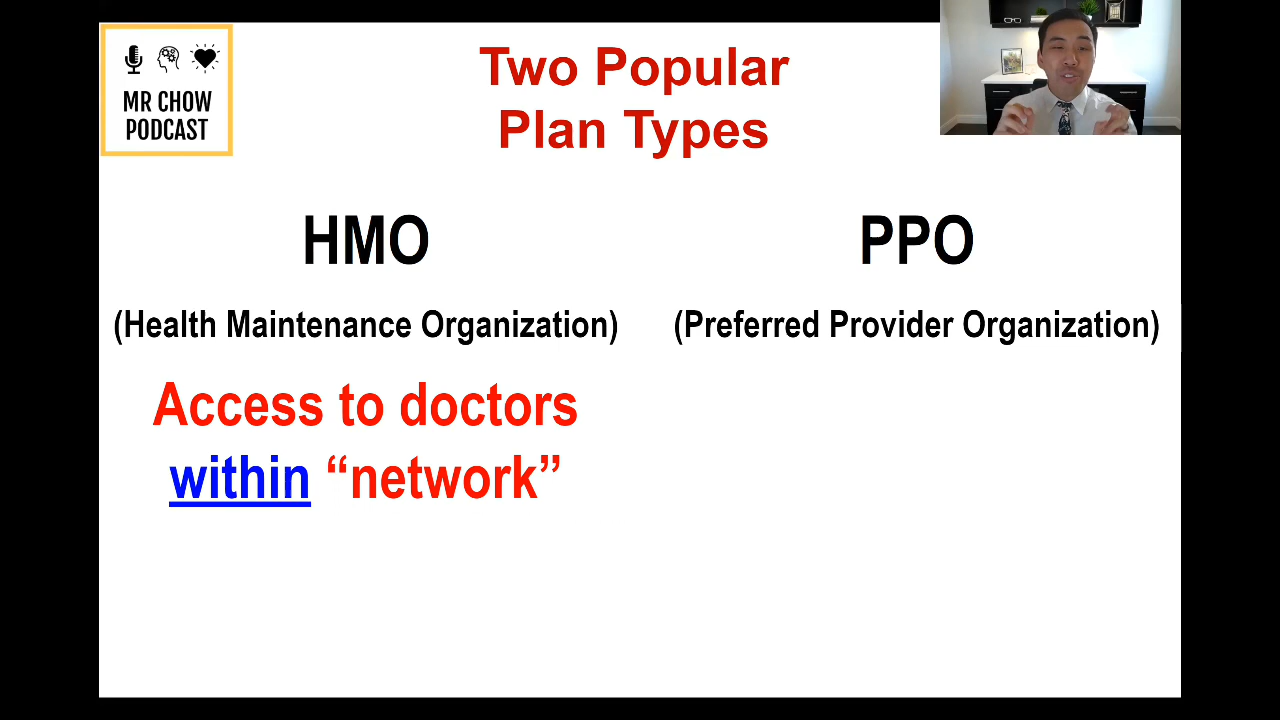 MR CHOW
PODCAST
Two Popular
Plan Types
HMO
(Health Maintenance Organization)
Access to doctors
within “network”
PPO
(Preferred Provider Organization)